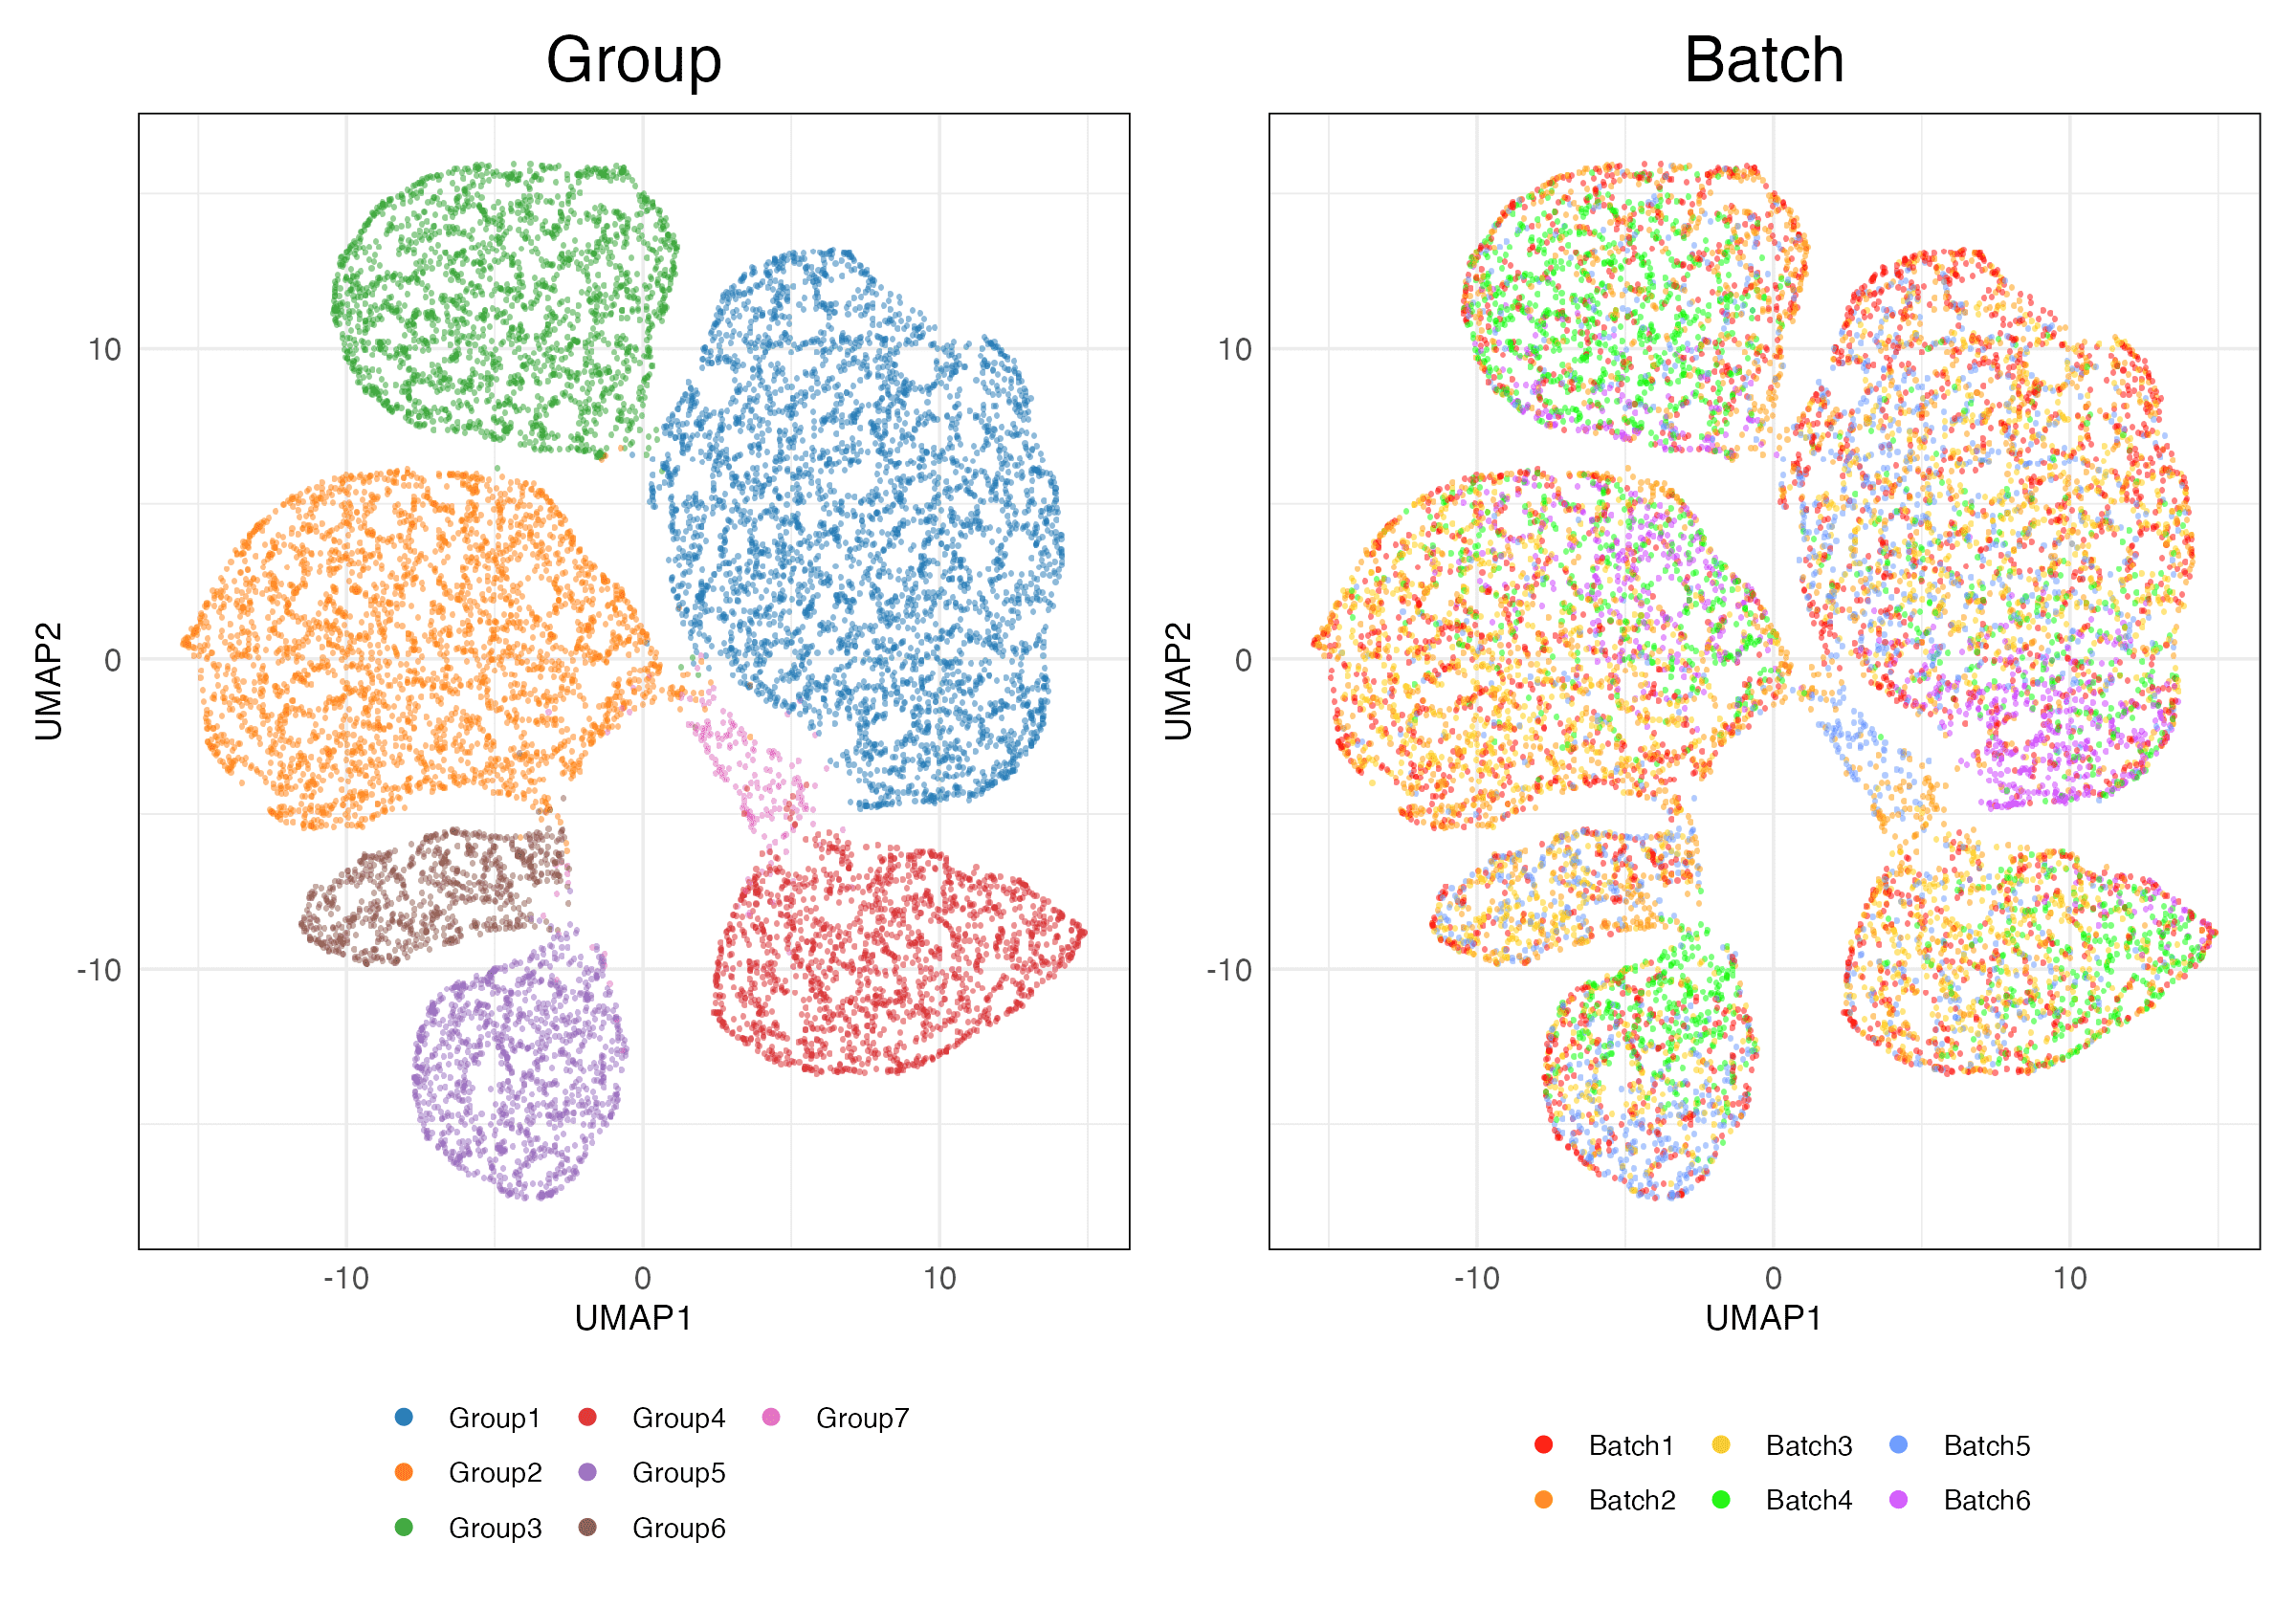 Group
Batch
10
0
-10
UMAP2
-10 0 10
UMAP1
10
0
-10
UMAP2
-10 0 10
UMAP1
Group1 Group4 Group7
Group2 Group5
Group3 Group6
Batch1 Batch3 Batch5
Batch2 Batch4 Batch6